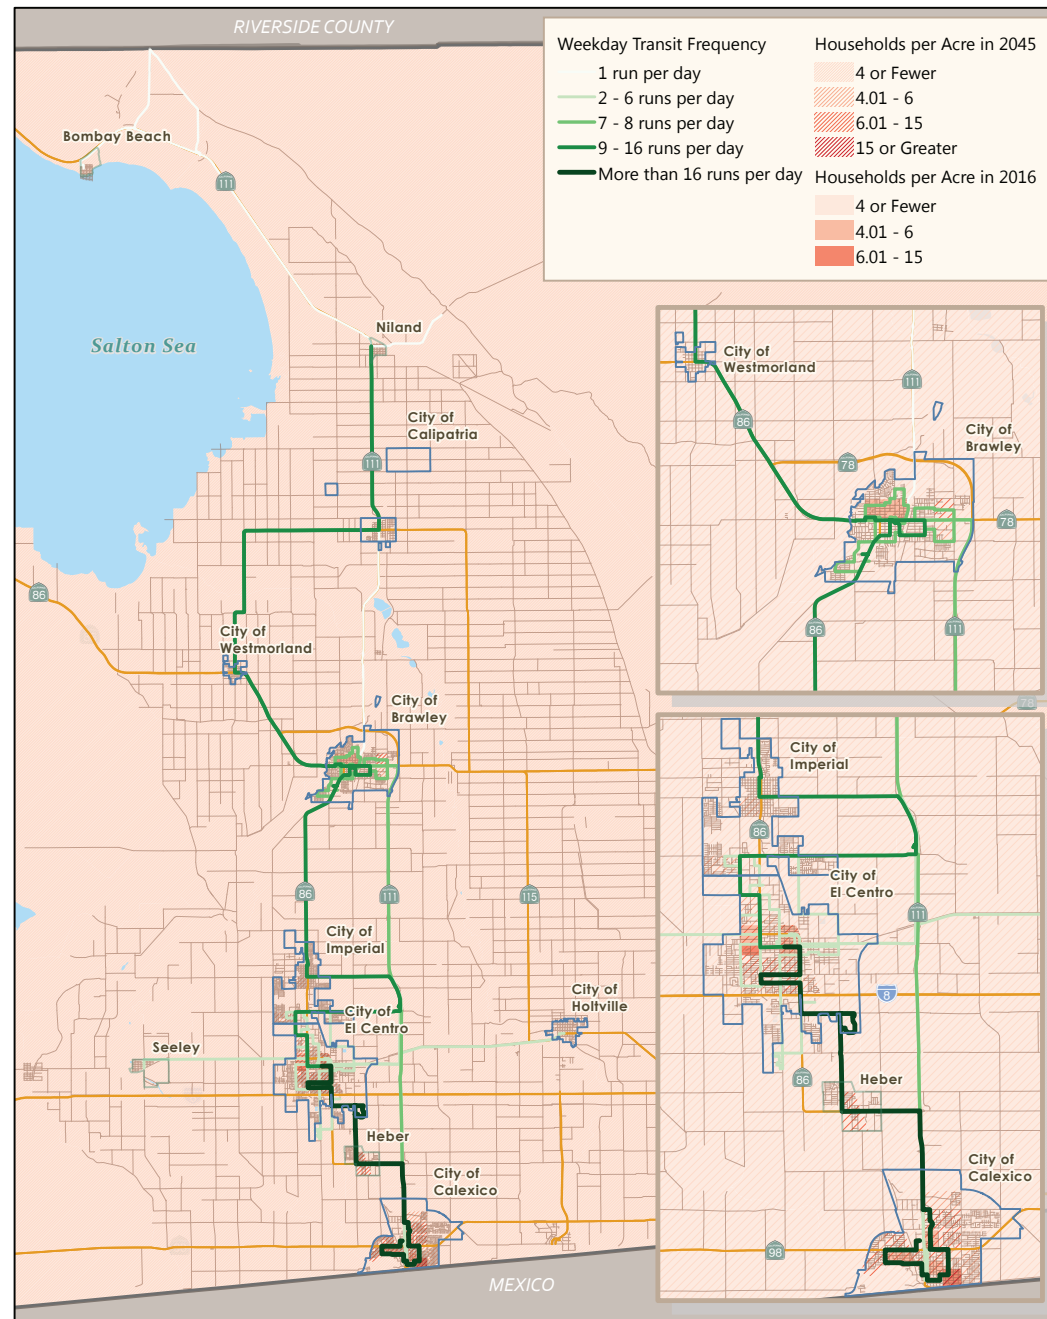 RIVERSIDE COUNTY
Weekday Transit Frequency
1 run per day
2 - 6 runs per day
7 - 8 runs per day
9 - 16 runs per day
More than 16 runs per day
Households per Acre in 2045
4 or Fewer
4.01 - 6
6.01 - 15
15 or Greater
Households per Acre in 2016
4 or Fewer
4.01 - 6
6.01 - 15
Bombay Beach
111
Salton Sea
Niland
City of
Calipatria
111
86
City of
Westmorland
City of
Brawley
86
111
115
City of
Imperial
City of
El Centro
City of
Holtville
Seeley
Heber
City of
Calexico
MEXICO
City of
Westmorland
111
86
City of
Brawley
78
78
86
111
78
City of
Imperial
86
City of
El Centro
111
8
86
Heber
City of
Calexico
98